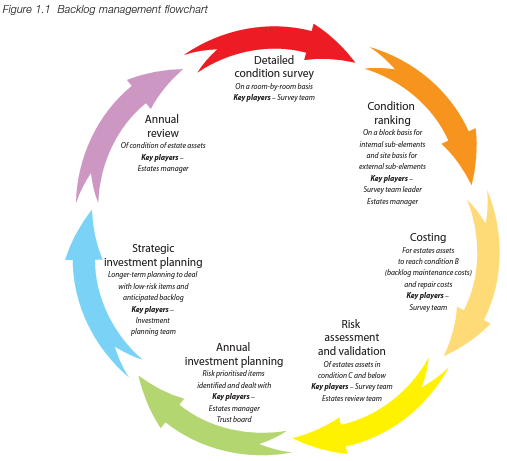 Figure 1.1 Backlog management flowchart
Detailed
condition survey
On a room-by-room basis
Key players – Survey team
Condition
ranking
On a block basis for
internal sub-elements
and site basis for
external sub-elements
Key players –
Survey team leader
Estates manager
Costing
For estates assets
to reach condition B
(backlog maintenance costs)
and repair costs
Key players –
Survey team
Risk
assessment
and validation
Of estates assets in
condition C and below
Key players – Survey team
Estates review team
Annual
investment planning
Risk prioritised items
identified and dealt with
Key players –
Estates manager
Trust board
Strategic
investment planning
Longer-term planning to deal
with low-risk items and
anticipated backlog
Key players –
Investment
planning team
Annual
review
Of condition of estate assets
Key players –
Estates manager